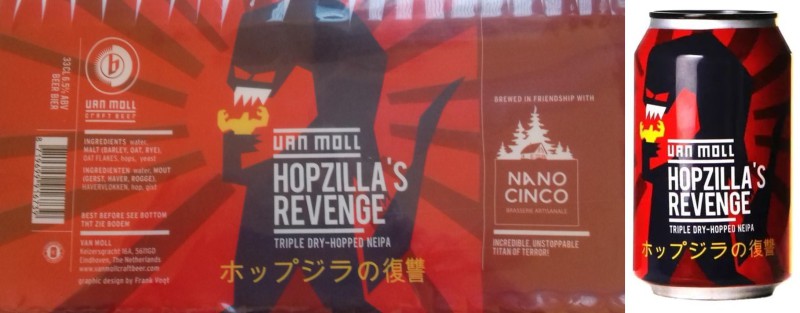 33CL 6.5% ABV
BEER BIER
VAN MOLL
CRAFT BEER
INGREDIENTS water,
MALT (BARLEY, OAT, RYE),
OAT FLAKES, hops, yeast
INGREDIENTEN water, MOUT
(GERST, HAVER, ROGGE),
HAVERVLOKKEN, hop, gist
BEST BEFORE SEE BOTTOM
THT ZIE BODEM
VAN MOLL
Keizersgracht 16A, 5611GD
Eindhoven, The Netherlands
www.vanmollcraftbeer.com
graphic design by Frank Vogt
VAN MOLL
HOPZILLA'S
REVENGE
TRIPLE DRY-HOPPED NEIPA
ホップジラの復讐
BREWED IN FRIENDSHIP WITH
NANO
CINCO
BRASSERIE ARTISANALE
INCREDIBLE, UNSTOPPABLE
TITAN OF TERROR!
VAN MOLL
HOPZILLA'S
REVENGE
TRIPLE DRY-HOPPED NEIPA
ホップジラの復讐